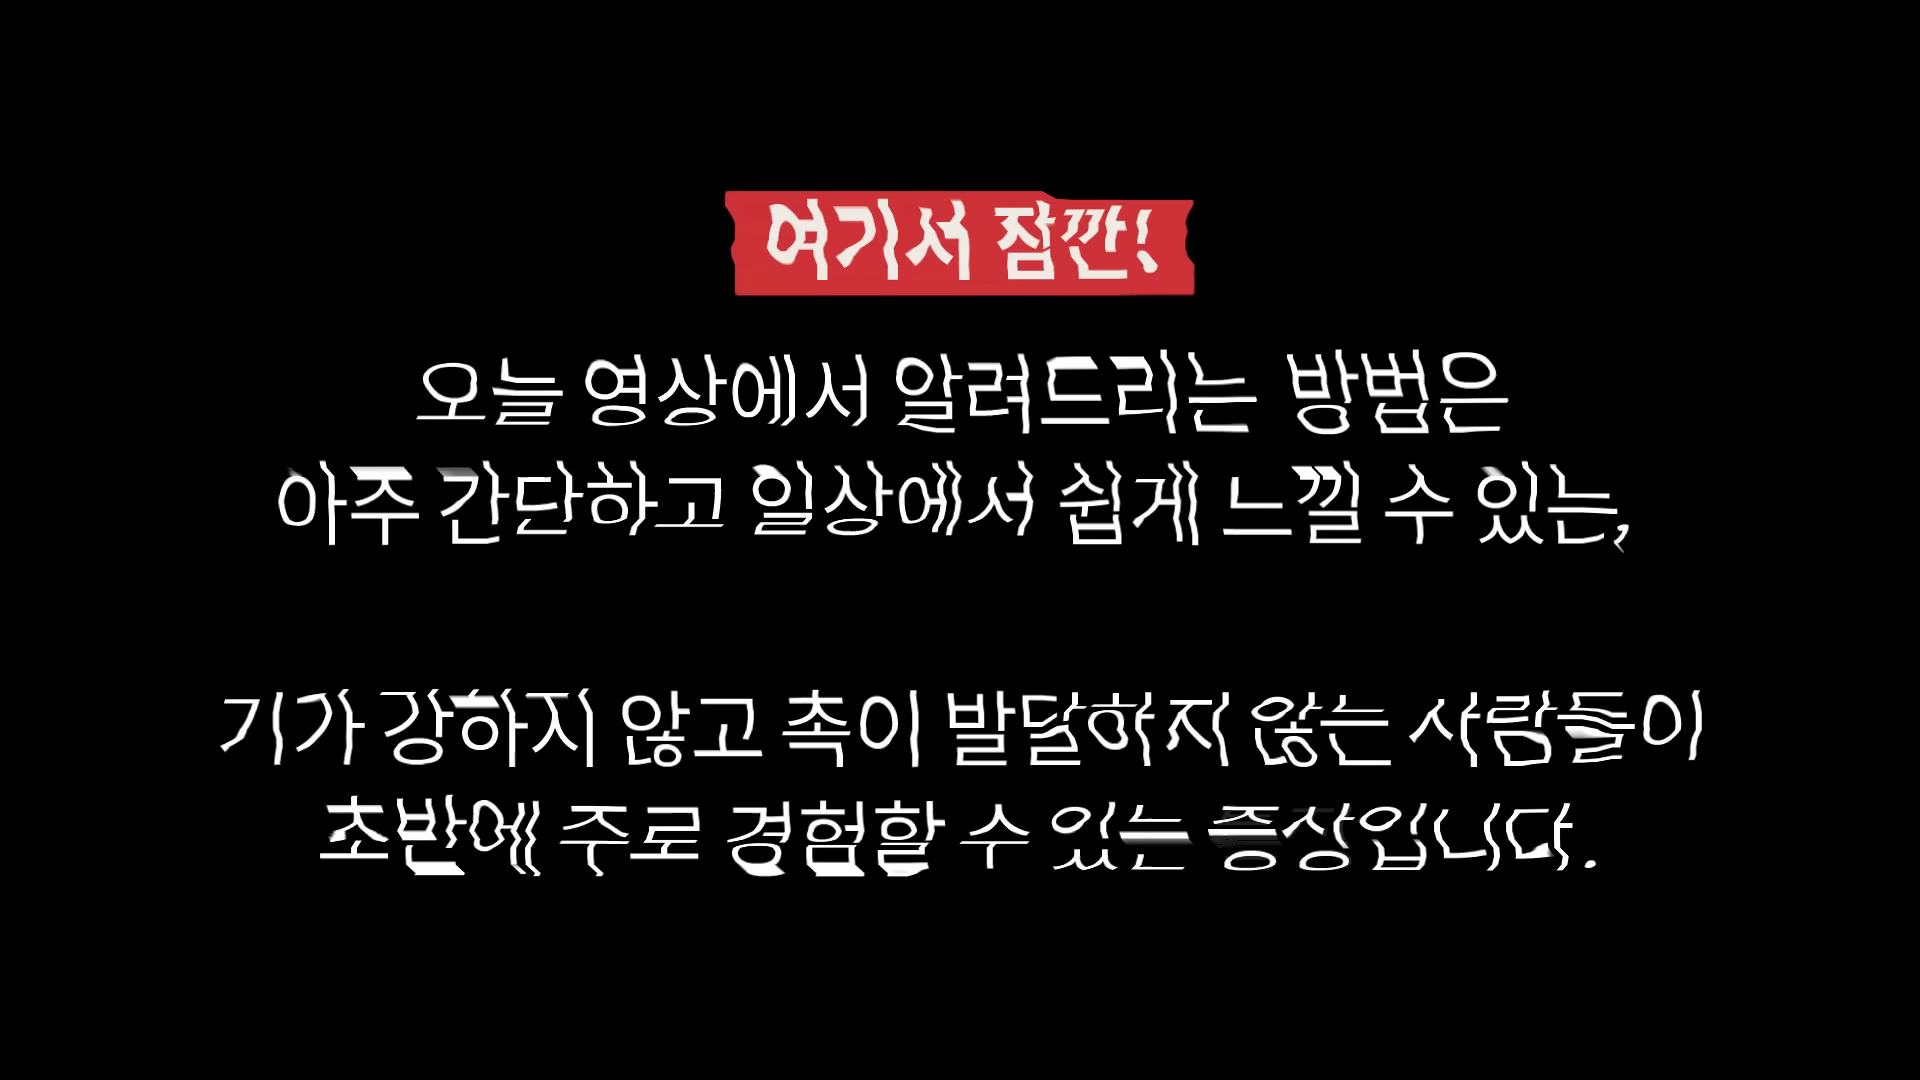 여기서 잠깐!
오늘 영상에서 알려드리는 방법은
아주 간단하고 일상에서 쉽게 느낄 수 있는,
기가 강하지 않고 촉이 발달하지 않는 사람들이
초반에 주로 경험할 수 있는 증상입니다.